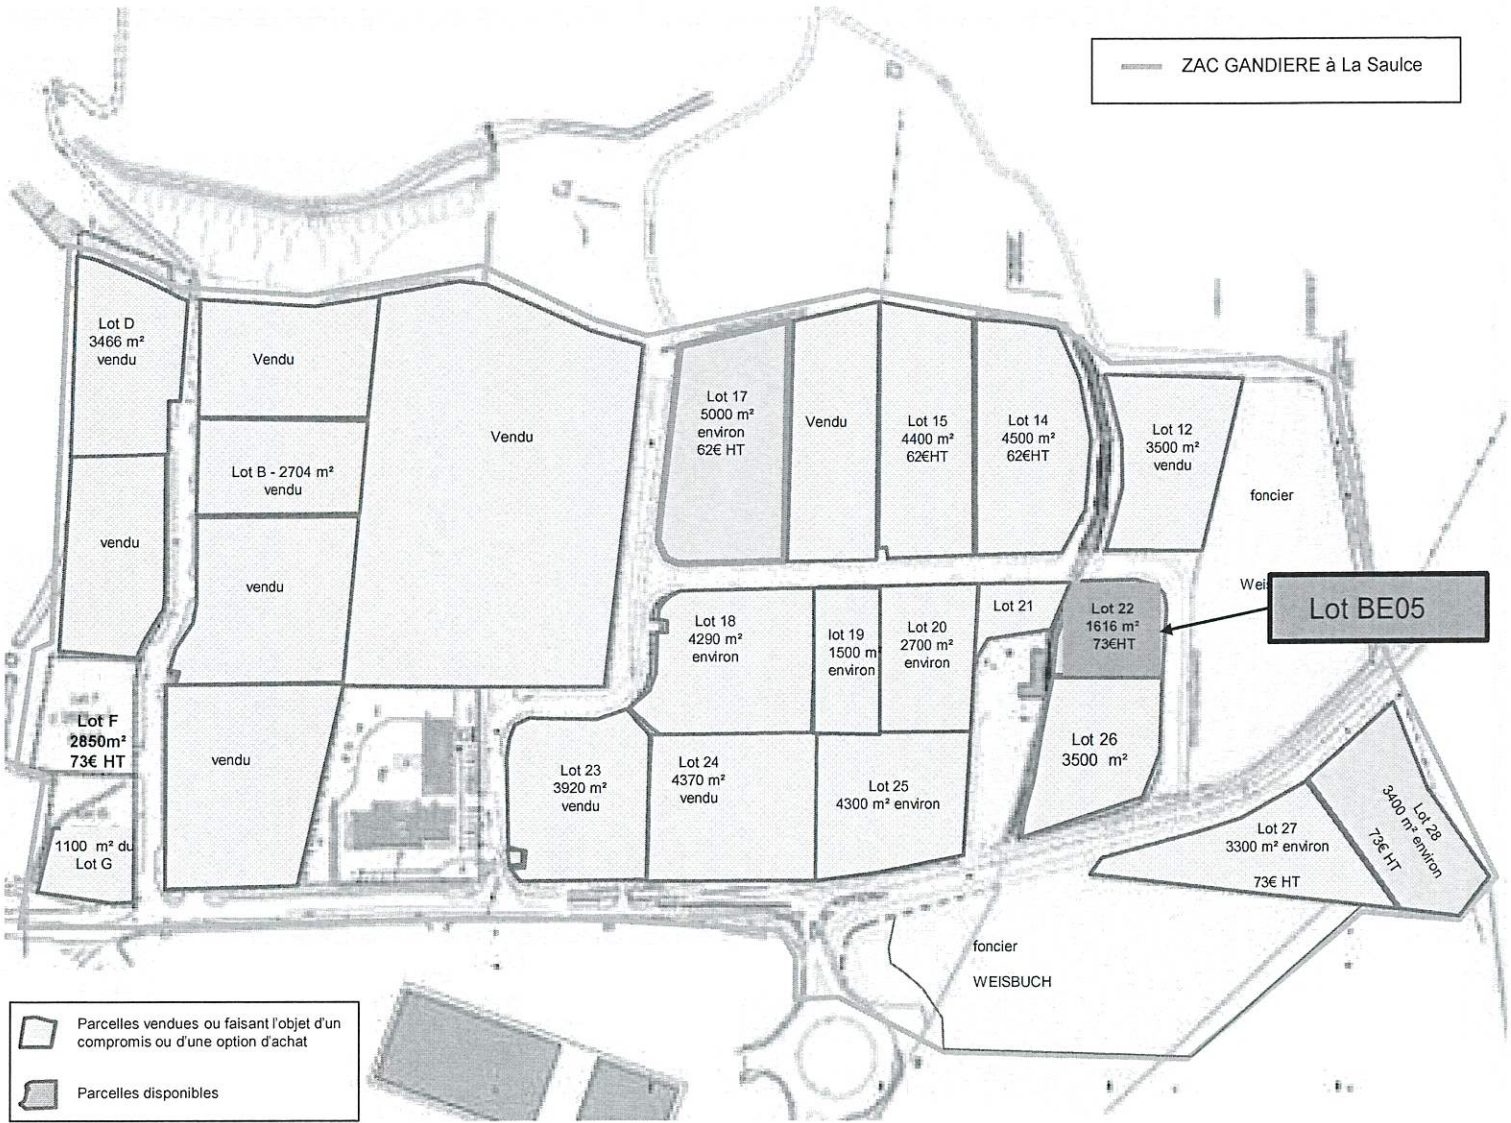 ZAC GANDIERE à La Saulce
Lot D
3466 m²
vendu
Vendu
Vendu
Lot B - 2704 m²
vendu
vendu
vendu
Lot 17
5000 m²
environ
62€ HT
Vendu
Lot 15
4400 m²
62€HT
Lot 14
4500 m²
62€HT
Lot 12
3500 m²
vendu
foncier
Lot BE05
Lot 18
4290 m²
environ
lot 19
1500 m²
environ
Lot 20
2700 m²
environ
Lot 21
Lot 22
1616 m²
73€HT
Lot F
2850m²
73€ HT
vendu
Lot 23
3920 m²
vendu
Lot 24
4370 m²
vendu
Lot 25
4300 m² environ
Lot 26
3500 m²
Lot 27
3300 m² environ
73€ HT
Lot 28
3400 m² environ
73€ HT
1100 m² du
Lot G
foncier
WEISBUCH
Parcelles vendues ou faisant l'objet d'un
compromis ou d'une option d'achat
Parcelles disponibles